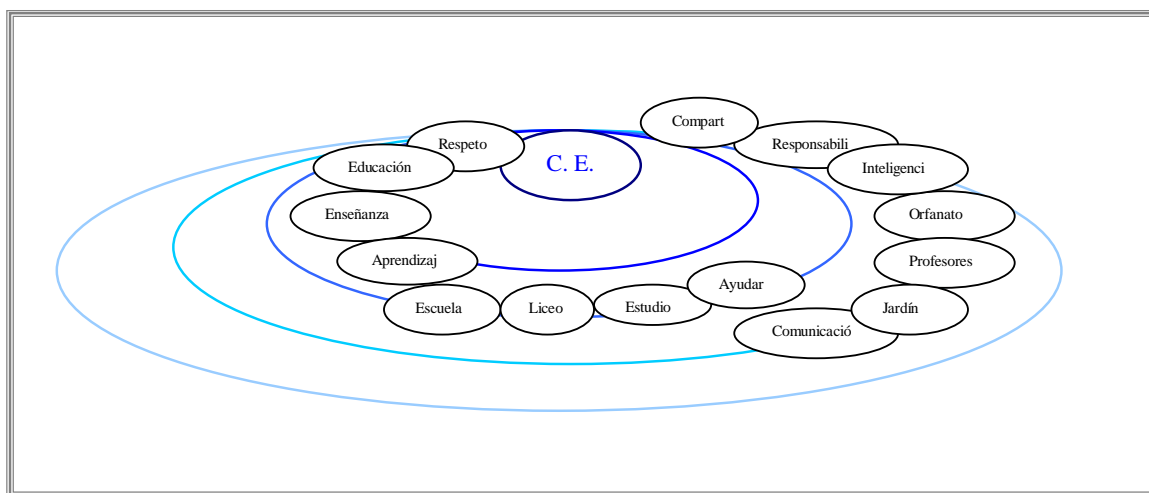 Compart
Respeto
Responsabili
C. E.
Educación
Inteligenci
Enseñanza
Orfanato
Aprendizaj
Profesores
Ayudar
Escuela
Liceo
Estudio
Jardín
Comunicació